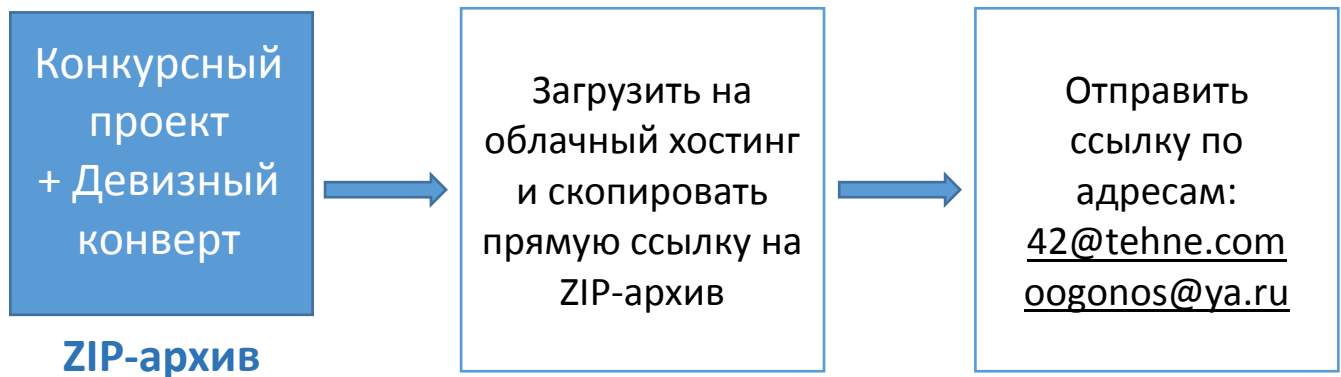 Конкурсный
проект
+ Девизный
конверт
ZIP-архив
Загрузить на
облачный хостинг
и скопировать
прямую ссылку на
ZIP-архив
Отправить
ссылку по
адресам:
42@tehne.com
oogonos@ya.ru